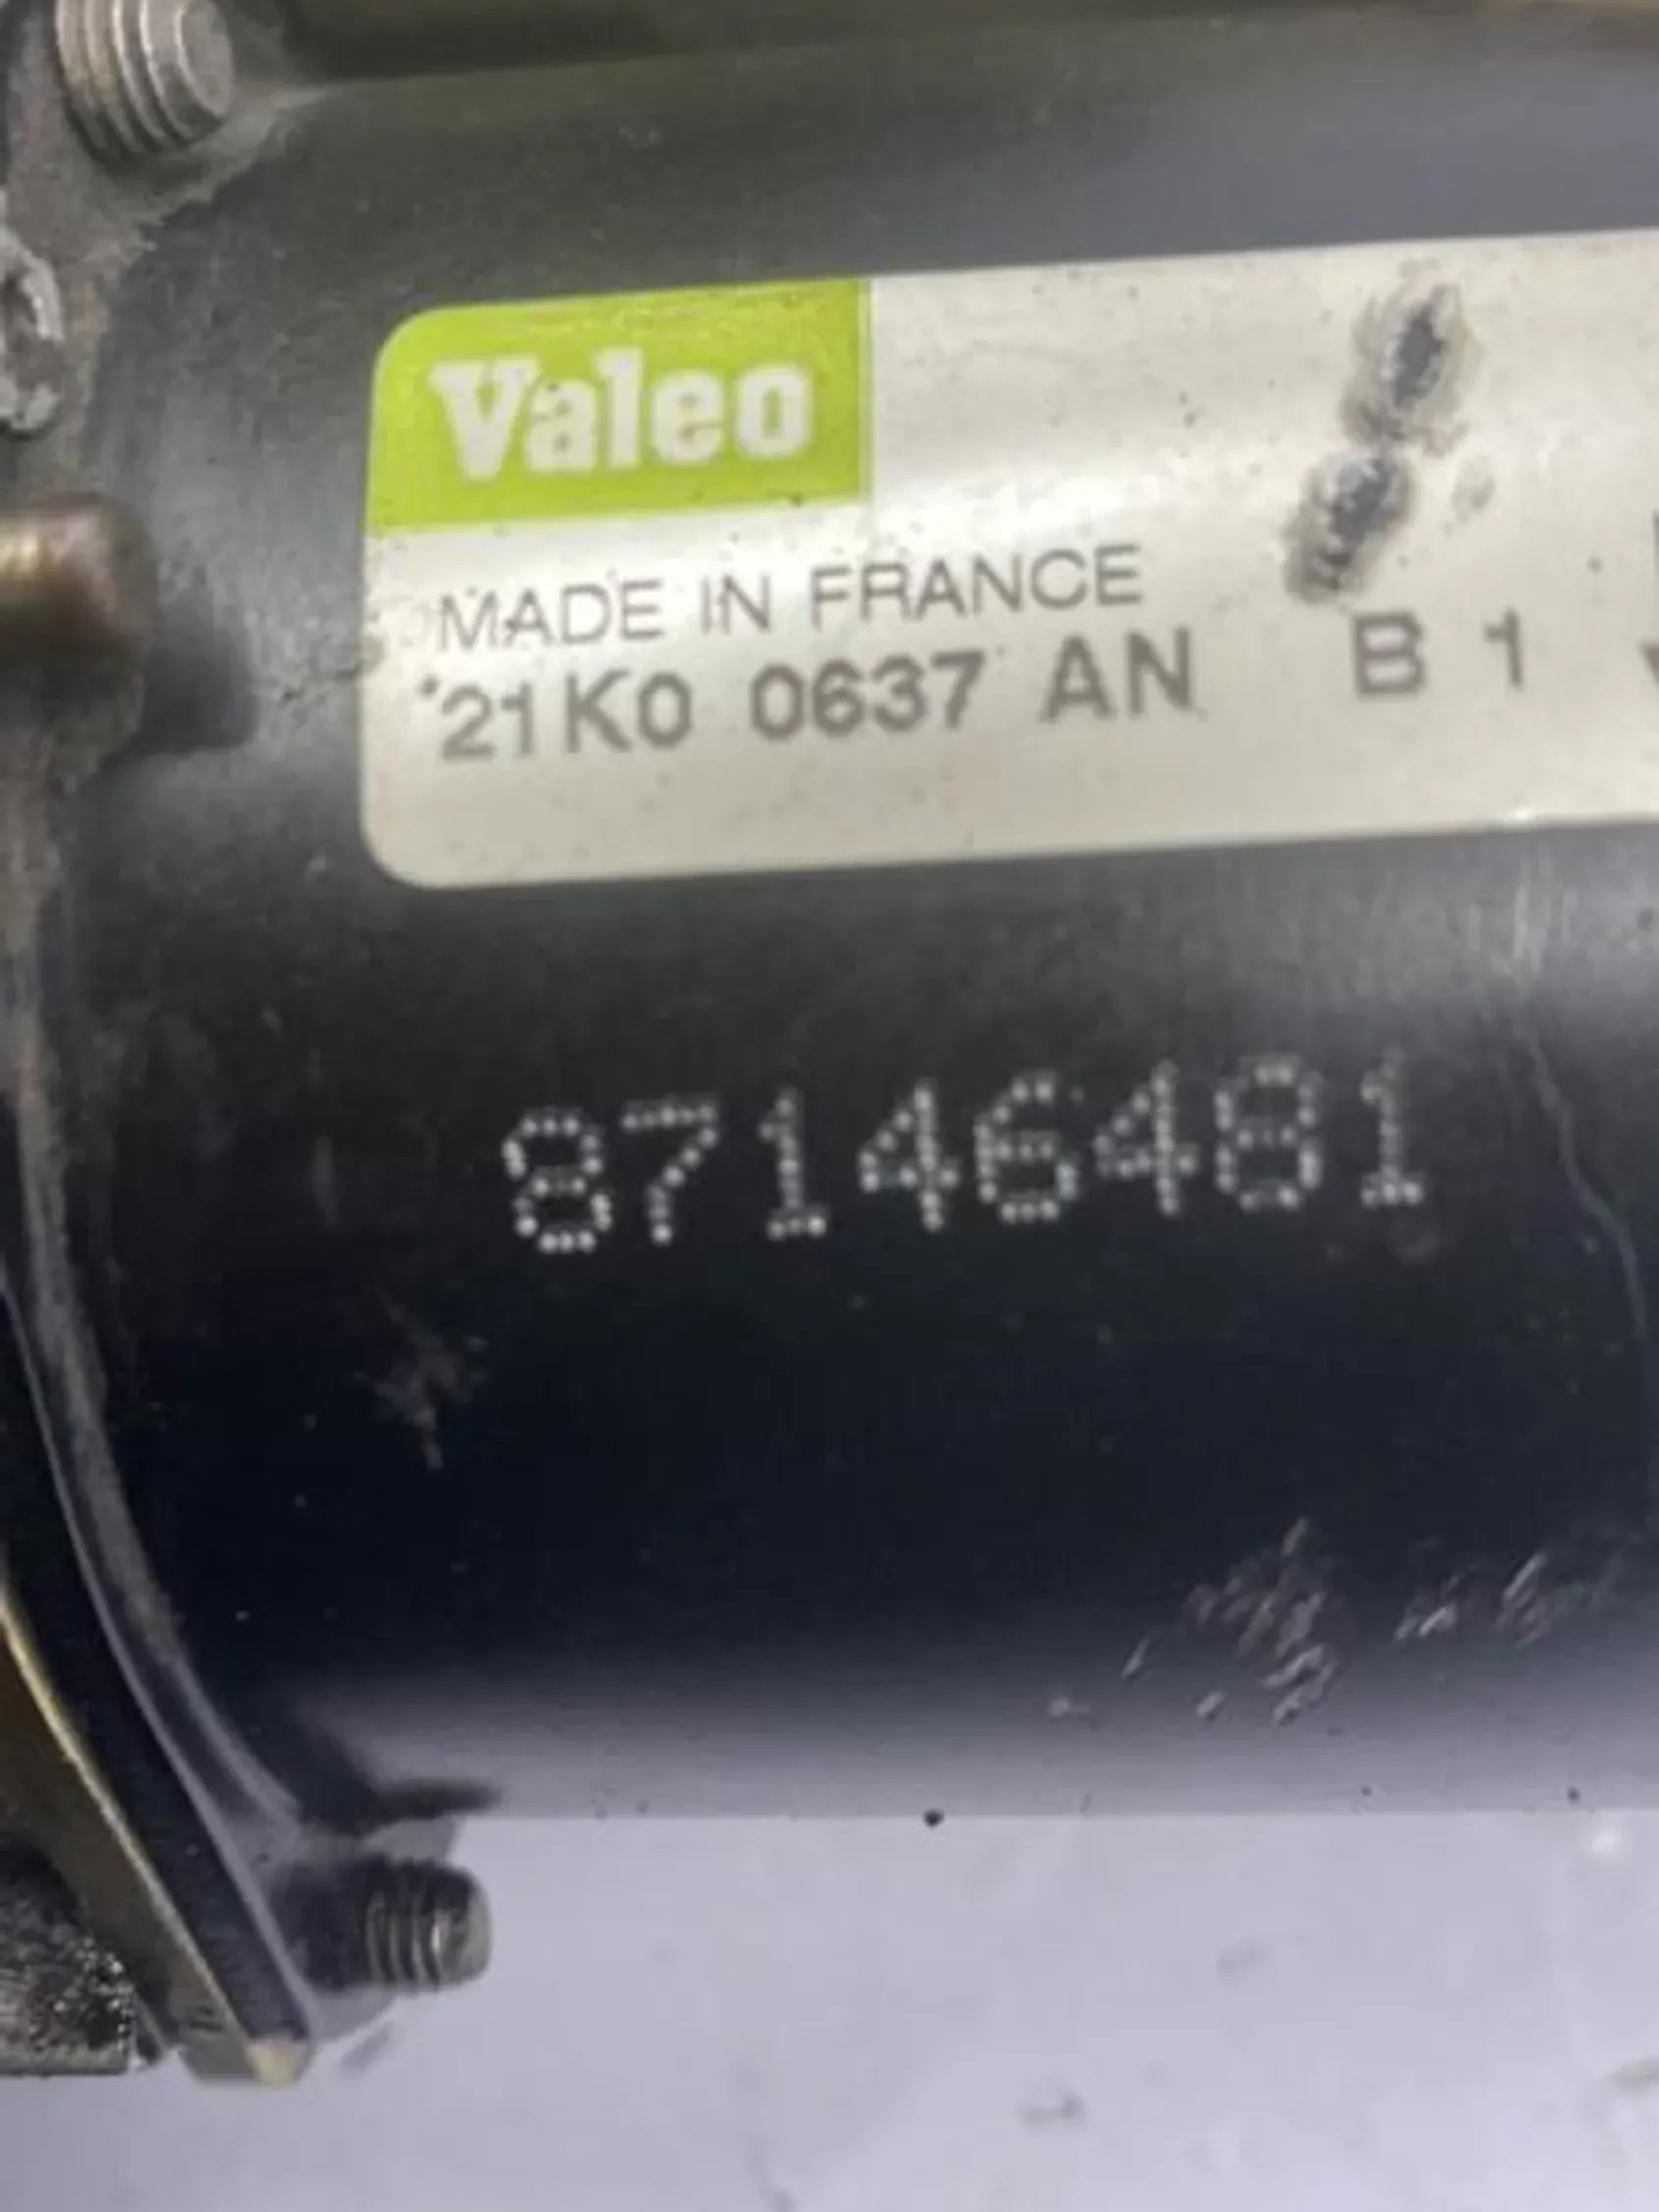 Valeo
MADE IN FRANCE
*21K0 0637 AN B 1
87146481